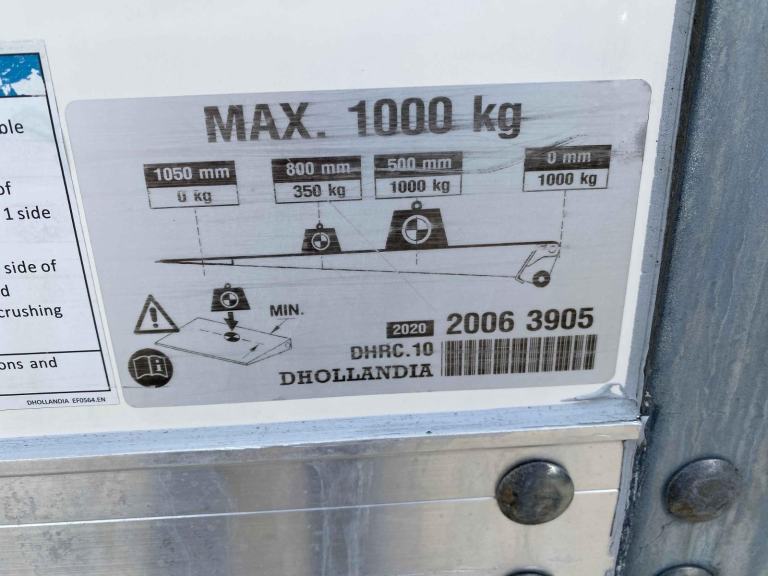 ole
of
1 side
side of
d
crushing
ons and
DHOLLANDIA EF0564.EN
MAX. 1000 kg
1050 mm
0 kg
800 mm
350 kg
500 mm
1000 kg
0 mm
1000 kg
MIN.
2020 2006 3905
DHRC.10
DHOLLANDIA